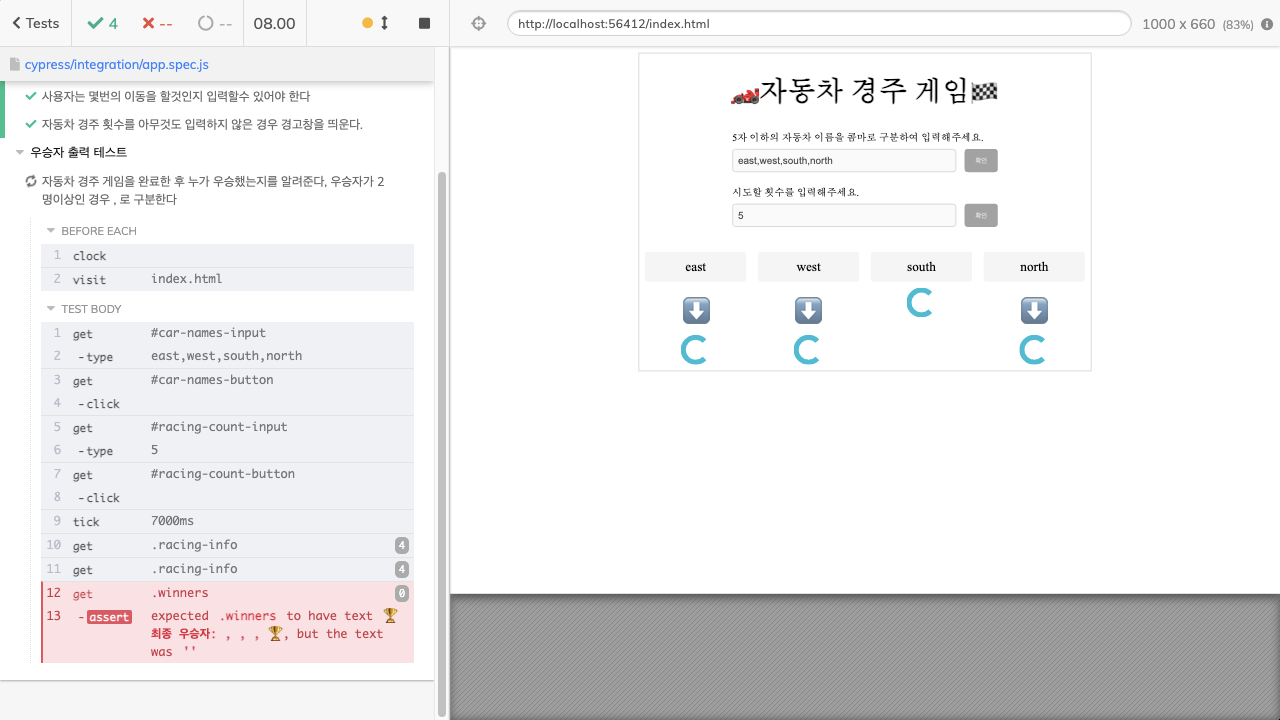 Tests
4
--
--
08.00
http://localhost:56412/index.html
1000 x 660 (83%)
cypress/integration/app.spec.js
사용자는 몇번의 이동을 할것인지 입력할수 있어야 한다
자동차 경주 횟수를 아무것도 입력하지 않은 경우 경고창을 띄운다.
우승자 출력 테스트
자동차 경주 게임을 완료한 후 누가 우승했는지를 알려준다, 우승자가 2
명이상인 경우 , 로 구분한다
BEFORE EACH
1 clock
2 visit index.html
TEST BODY
1 get #car-names-input
2 -type east,west,south,north
3 get #car-names-button
4 -click
5 get #racing-count-input
6 -type 5
7 get #racing-count-button
8 -click
9 tick 7000ms
10 get .racing-info 4
11 get .racing-info 4
12 get .winners 0
13 -assert expected .winners to have text 🏆
최종 우승자: , , , 🏆, but the text
was ''
🏎️자동차 경주 게임🏁
5자 이하의 자동차 이름을 콤마로 구분하여 입력해주세요.
east,west,south,north 확인
시도할 횟수를 입력해주세요.
5 확인
east west south north
⬇️ ⬇️ ⬇️